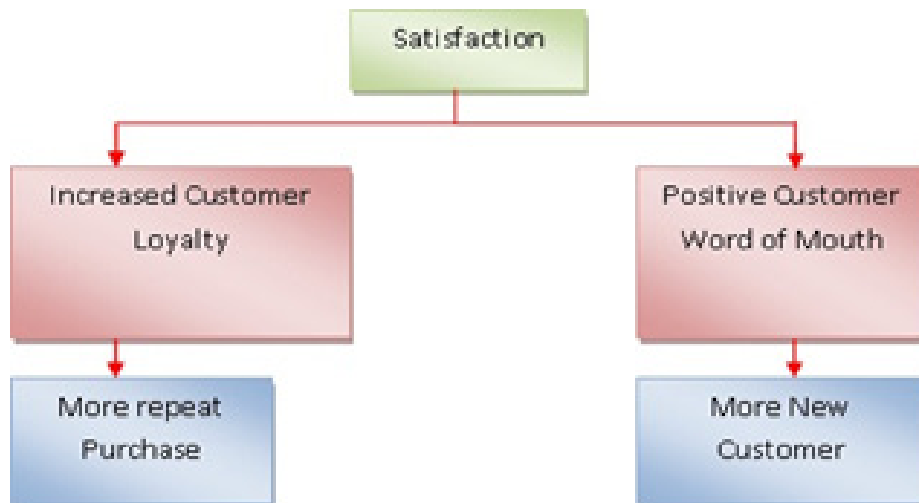 Satisfaction
Increased Customer
Loyalty
Positive Customer
Word of Mouth
More repeat
Purchase
More New
Customer